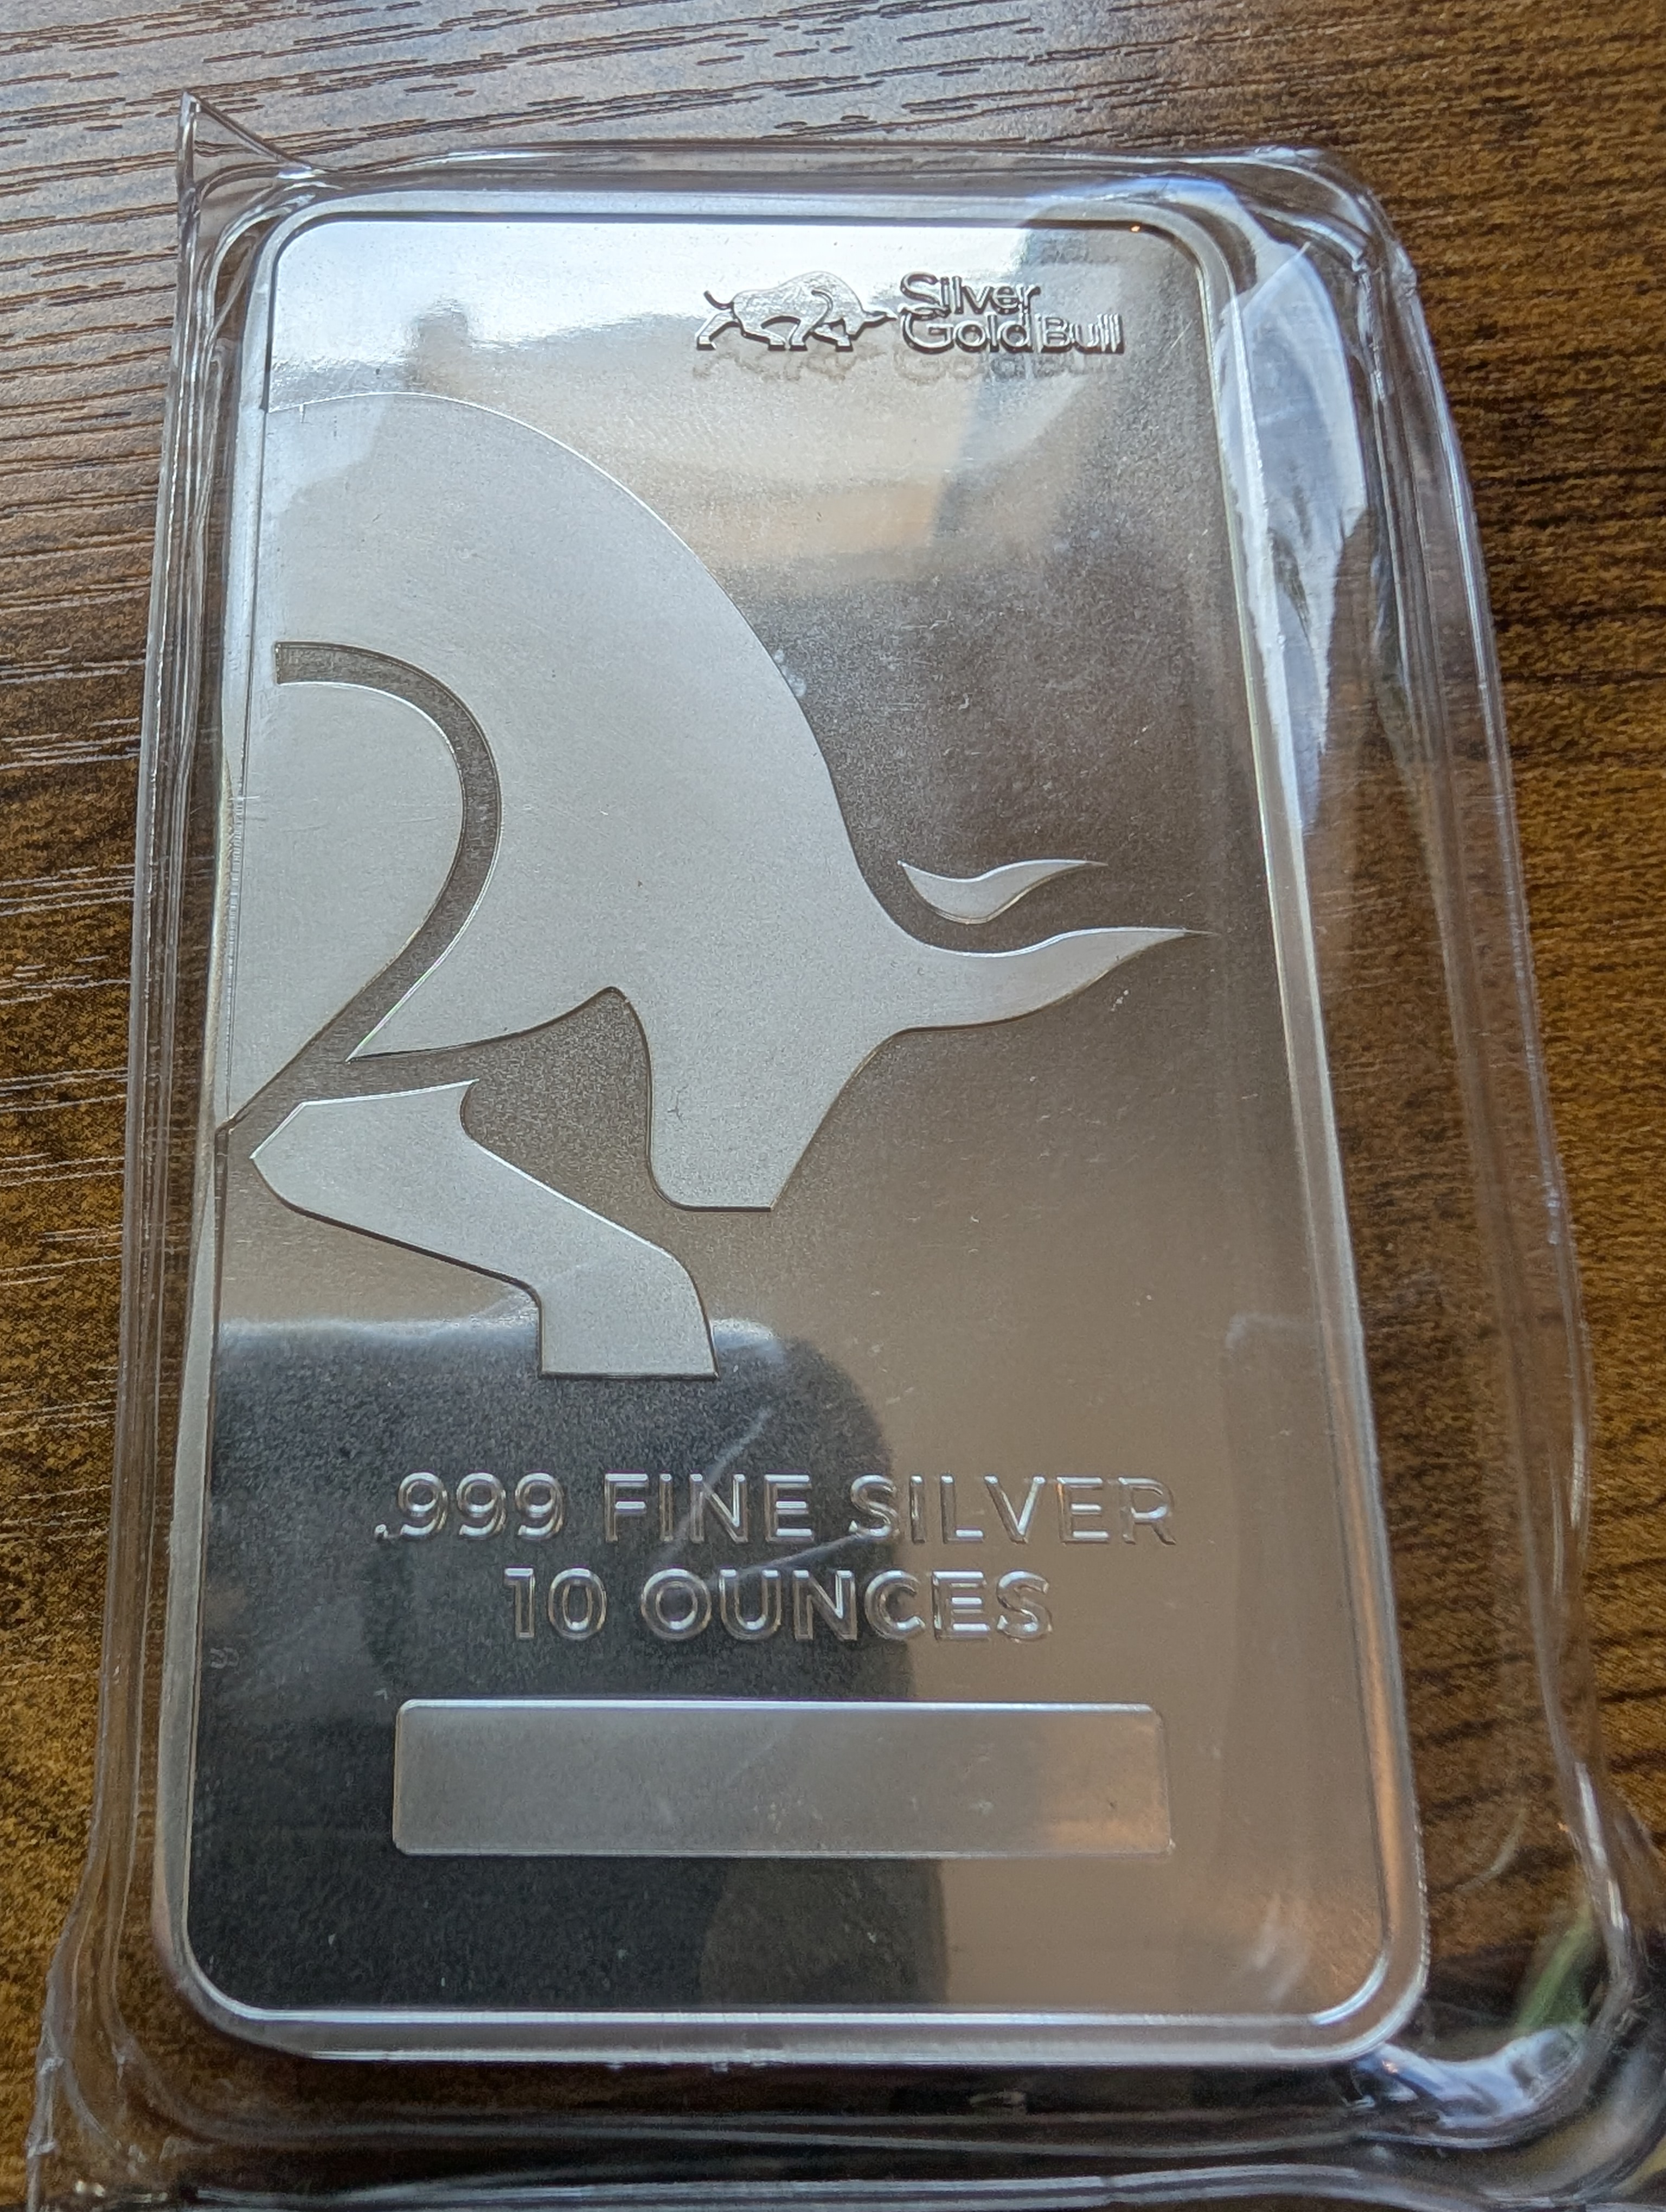 Silver
Gold Bull
.999 FINE SILVER
10 OUNCES